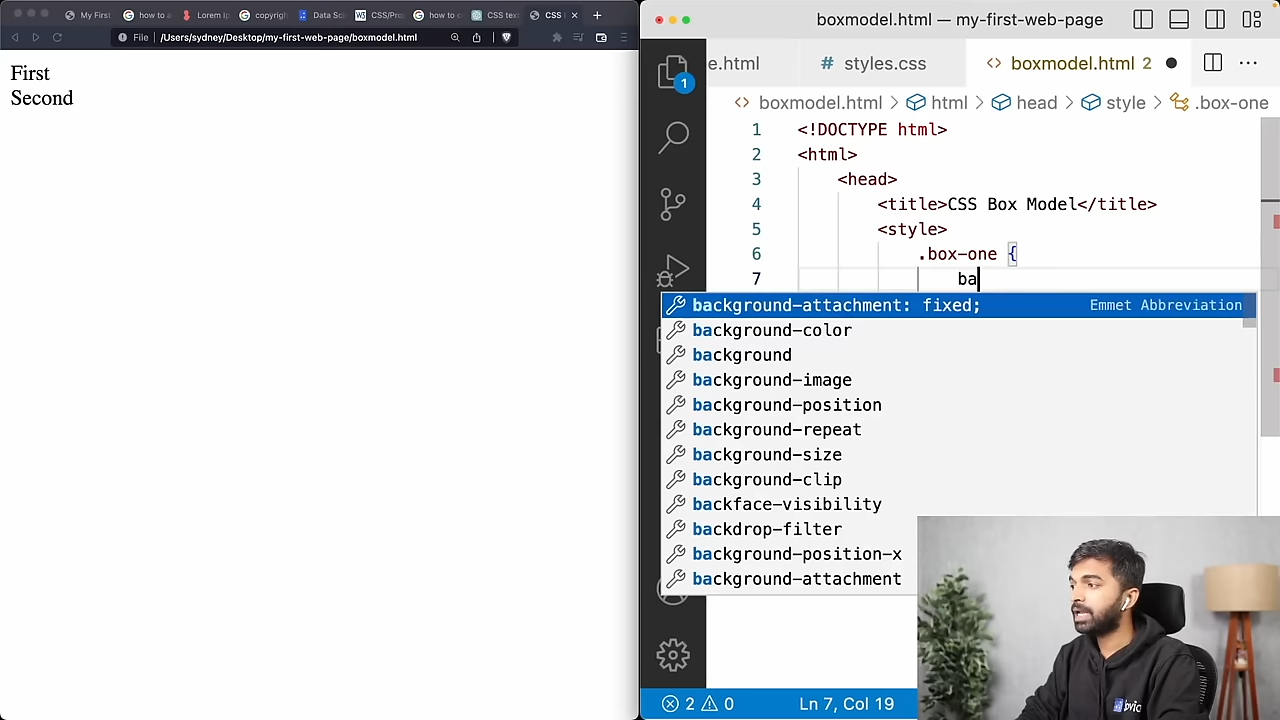 My First
how to a
Lorem Ip
copyrigh
Data Sci
CSS/Pro
how to c
CSS text
CSS
File
/Users/sydney/Desktop/my-first-web-page/boxmodel.html
First
Second
boxmodel.html — my-first-web-page
e.html
# styles.css
<> boxmodel.html 2
<> boxmodel.html > html > head > style > .box-one
1
1 <!DOCTYPE html>
2 <html>
3 <head>
4 <title>CSS Box Model</title>
5 <style>
6 .box-one {
7 ba
background-attachment: fixed; Emmet Abbreviation
background-color
background
background-image
background-position
background-repeat
background-size
background-clip
backface-visibility
backdrop-filter
background-position-x
background-attachment
2 0 Ln 7, Col 19